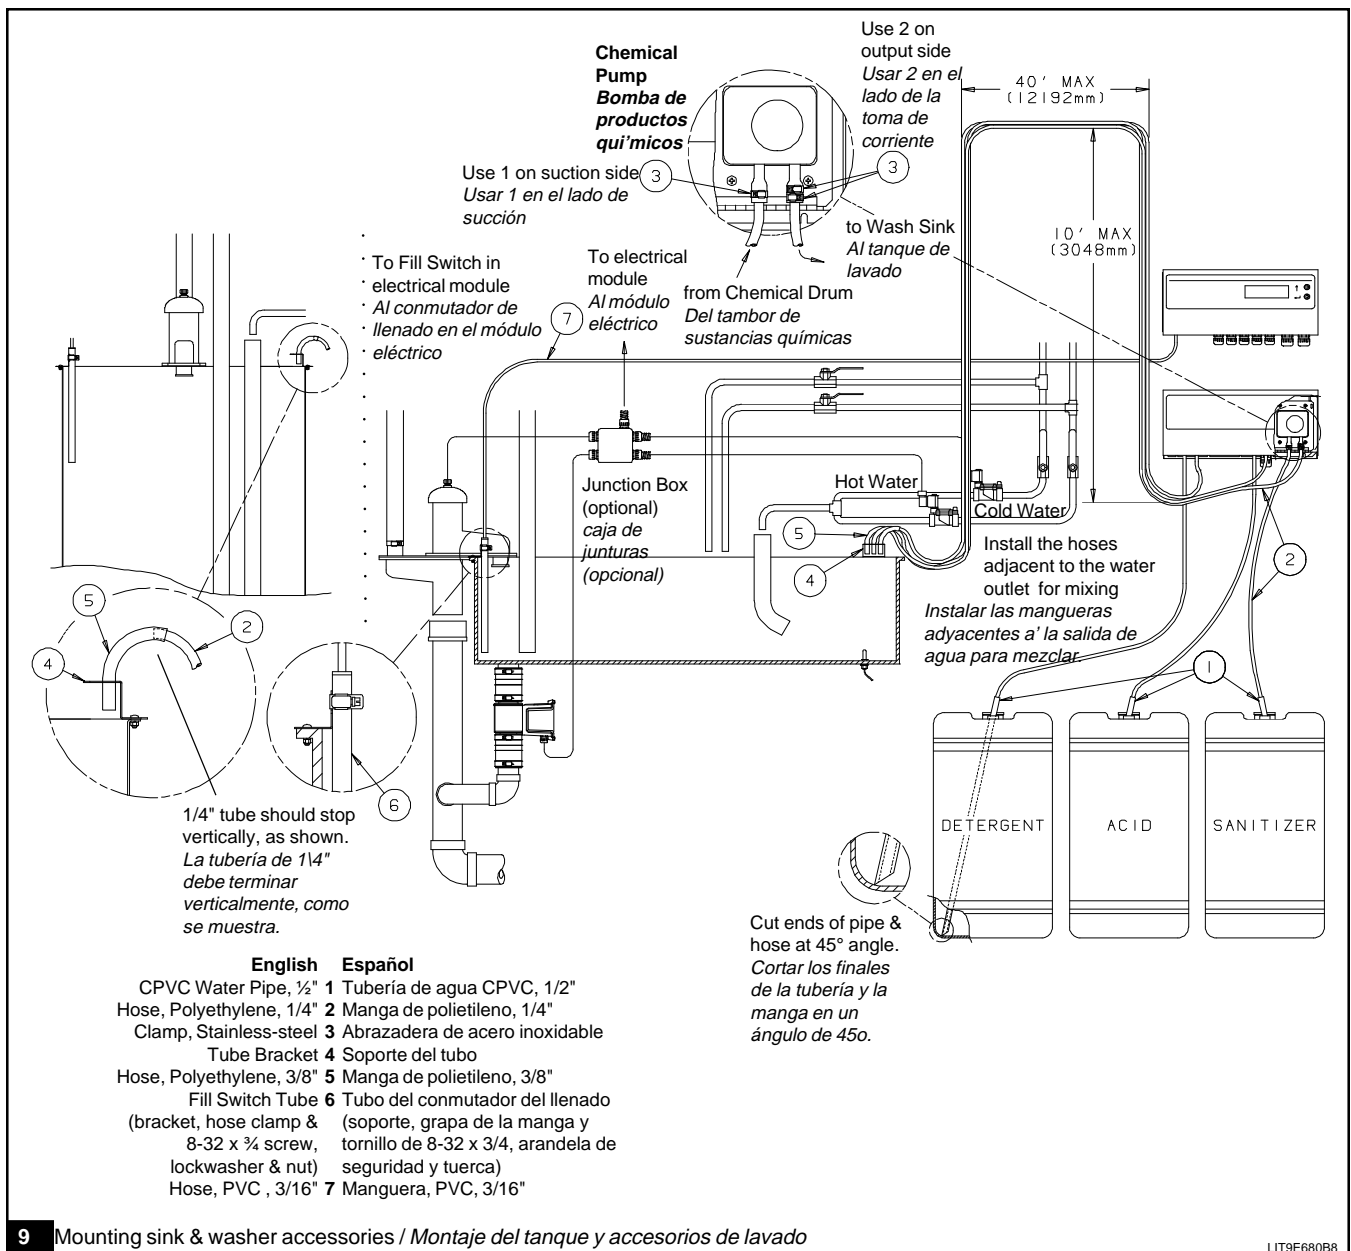 Chemical
Pump
Bomba de
productos
qui'micos
Use 2 on
output side
Usar 2 en el
lado de la
toma de
corriente
40' MAX
(12192mm)
Use 1 on suction side
Usar 1 en el lado de
succión
3
3
10' MAX
(3048mm)
to Wash Sink
Al tanque de
lavado
To Fill Switch in
electrical module
Al conmutador de
llenado en el módulo
eléctrico
To electrical
module
Al módulo
eléctrico
from Chemical Drum
Del tambor de
sustancias químicas
7
Junction Box
(optional)
caja de
junturas
(opcional)
Hot Water
Cold Water
5
4
Install the hoses
adjacent to the water
outlet for mixing
Instalar las mangueras
adyacentes a' la salida de
agua para mezclar.
2
5
2
4
1
6
1/4" tube should stop
vertically, as shown.
La tubería de 1\4"
debe terminar
verticalmente, como
se muestra.
DETERGENT
ACID
SANITIZER
Cut ends of pipe &
hose at 45° angle.
Cortar los finales
de la tubería y la
manga en un
ángulo de 45o.
English Español
CPVC Water Pipe, ½" 1 Tubería de agua CPVC, 1/2"
Hose, Polyethylene, 1/4" 2 Manga de polietileno, 1/4"
Clamp, Stainless-steel 3 Abrazadera de acero inoxidable
Tube Bracket 4 Soporte del tubo
Hose, Polyethylene, 3/8" 5 Manga de polietileno, 3/8"
Fill Switch Tube 6 Tubo del conmutador del llenado
(bracket, hose clamp & (soporte, grapa de la manga y
8-32 x ¾ screw, tornillo de 8-32 x 3/4, arandela de
lockwasher & nut) seguridad y tuerca)
Hose, PVC , 3/16" 7 Manguera, PVC, 3/16"
9 Mounting sink & washer accessories / Montaje del tanque y accesorios de lavado